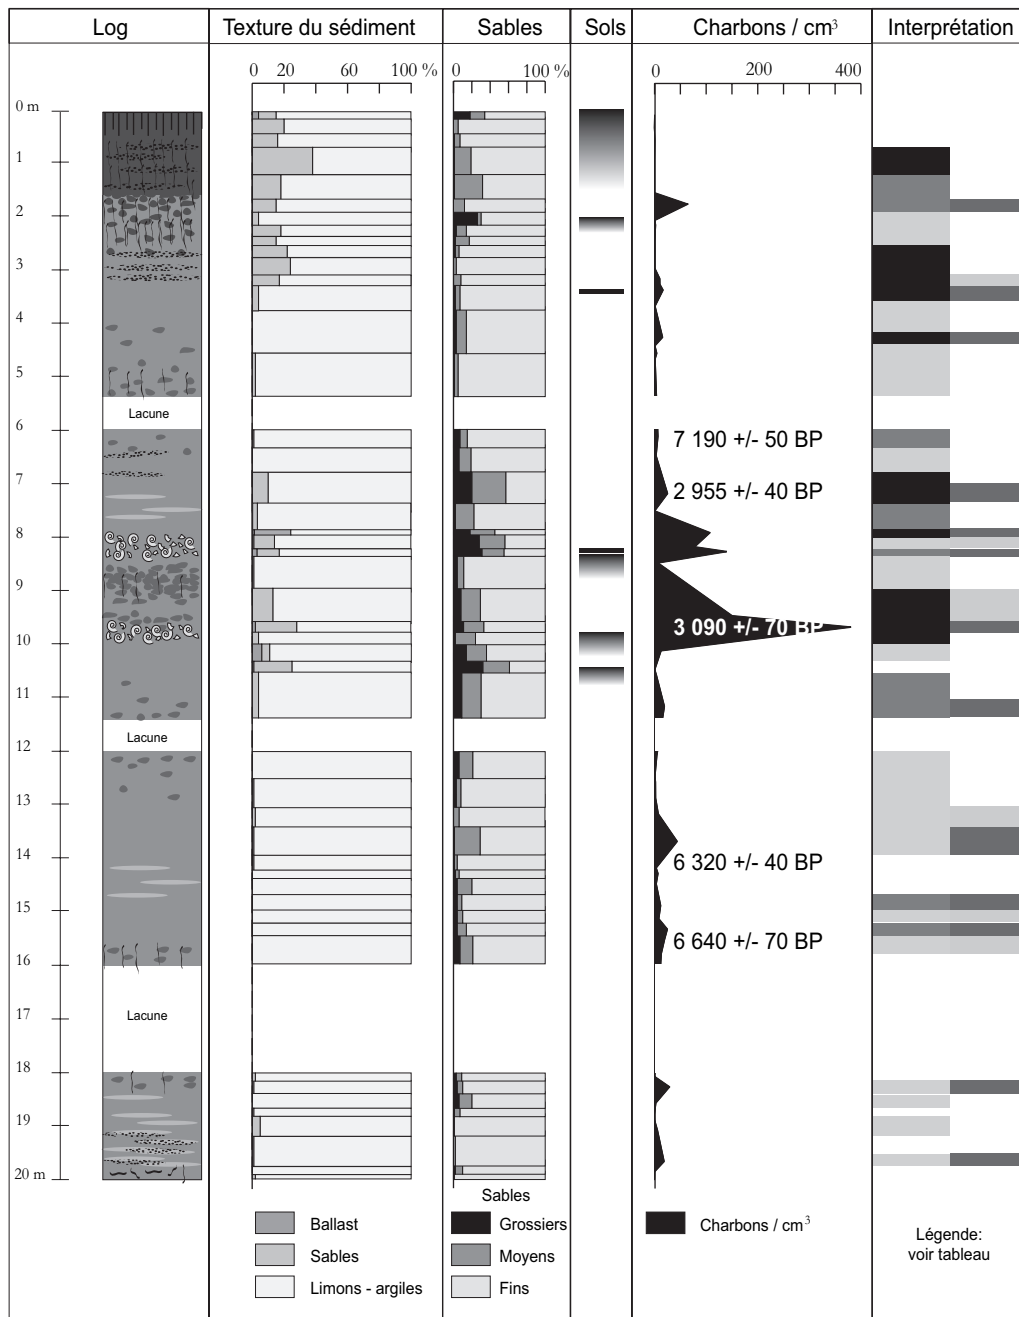 Log
Texture du sédiment
Sables
Sols
Charbons / cm³
Interprétation
0 20 60 100 %
0 100 %
0 200 400
0 m
1
2
3
4
5
Lacune
6
7 190 +/- 50 BP
7
2 955 +/- 40 BP
8
9
10
3 090 +/- 70 BP
11
Lacune
12
13
14
6 320 +/- 40 BP
15
6 640 +/- 70 BP
16
17
Lacune
18
19
20 m
Ballast
Sables
Limons - argiles
Sables
Grossiers
Moyens
Fins
Charbons / cm³
Légende:
voir tableau